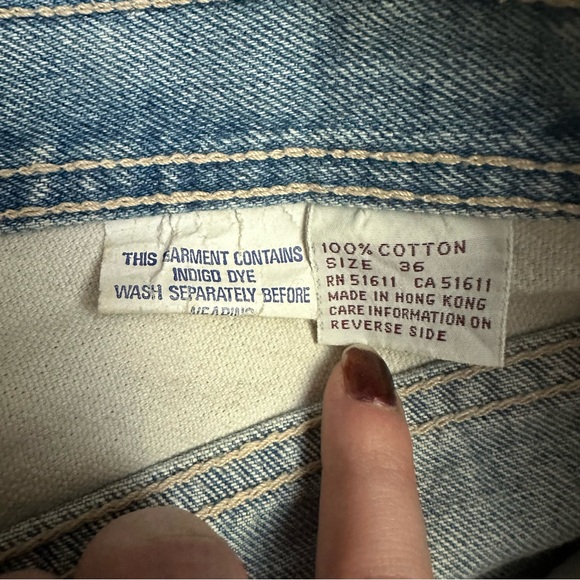 THIS GARMENT CONTAINS
INDIGO DYE
WASH SEPARATELY BEFORE
WEARING
100% COTTON
SIZE 36
RN 51611 CA 51611
MADE IN HONG KONG
CARE INFORMATION ON
REVERSE SIDE